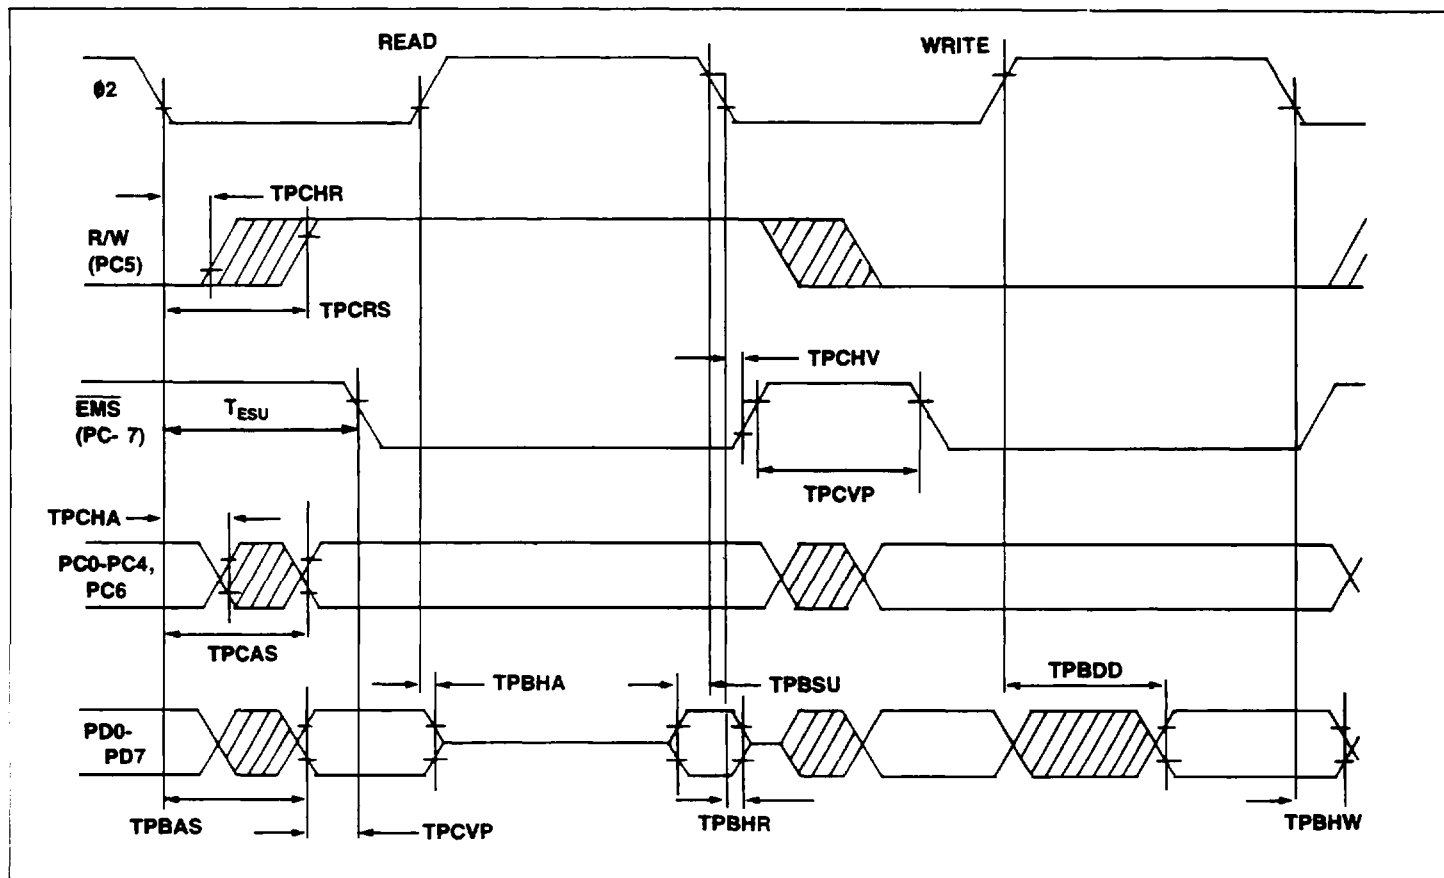 READ
WRITE
ϕ2
TPCHR
R/W
(PC5)
TPCRS
TPCHV
EMS
(PC- 7)
TESU
TPCVP
TPCHA
PC0-PC4,
PC6
TPCAS
TPBHA
TPBSU
TPBDD
PD0-
PD7
TPBAS
TPCVP
TPBHR
TPBHW